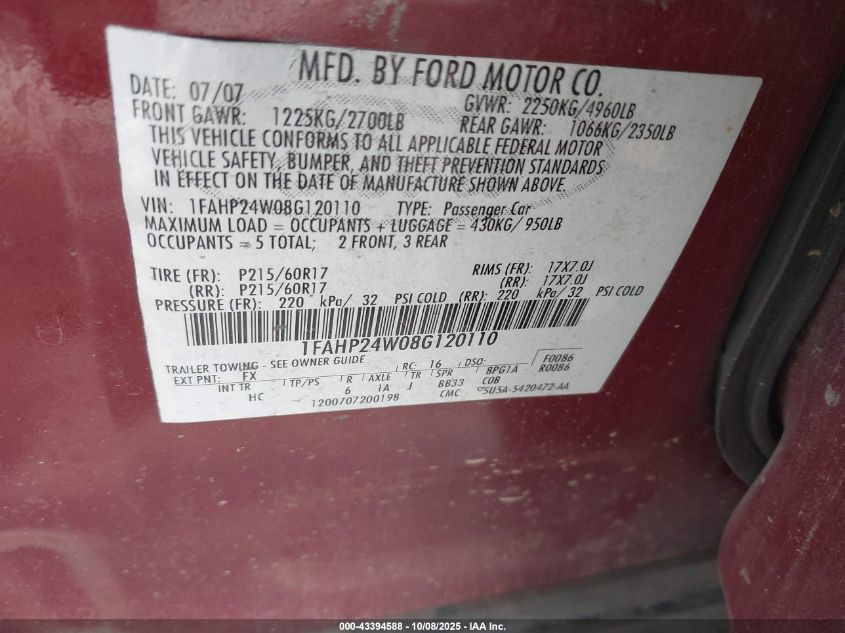 MFD. BY FORD MOTOR CO.
DATE: 07/07 GVWR: 2250KG/4960LB
FRONT GAWR: 1225KG/2700LB REAR GAWR: 1066KG/2350LB
THIS VEHICLE CONFORMS TO ALL APPLICABLE FEDERAL MOTOR
VEHICLE SAFETY, BUMPER, AND THEFT PREVENTION STANDARDS
IN EFFECT ON THE DATE OF MANUFACTURE SHOWN ABOVE.
VIN: 1FAHP24W08G120110 TYPE: Passenger Car
MAXIMUM LOAD = OCCUPANTS + LUGGAGE = 430KG/ 950LB
OCCUPANTS = 5 TOTAL; 2 FRONT, 3 REAR
TIRE (FR): P215/60R17 RIMS (FR): 17X7.0J
(RR): P215/60R17 (RR): 17X7.0J
PRESSURE (FR): 220 kPa/ 32 PSI COLD (RR): 220 kPa/ 32 PSI COLD
1FAHP24W08G120110
TRAILER TOWING - SEE OWNER GUIDE RC: 16 DSO: F0086
EXT PNT: FX R0086
INT TR TP/PS R AXLE TR SPR BPG1A
HC 6 1A J BB33 COB
1200707200198 CMC 5U5A-5420472-AA
000-43394588 - 10/08/2025 - IAA Inc.